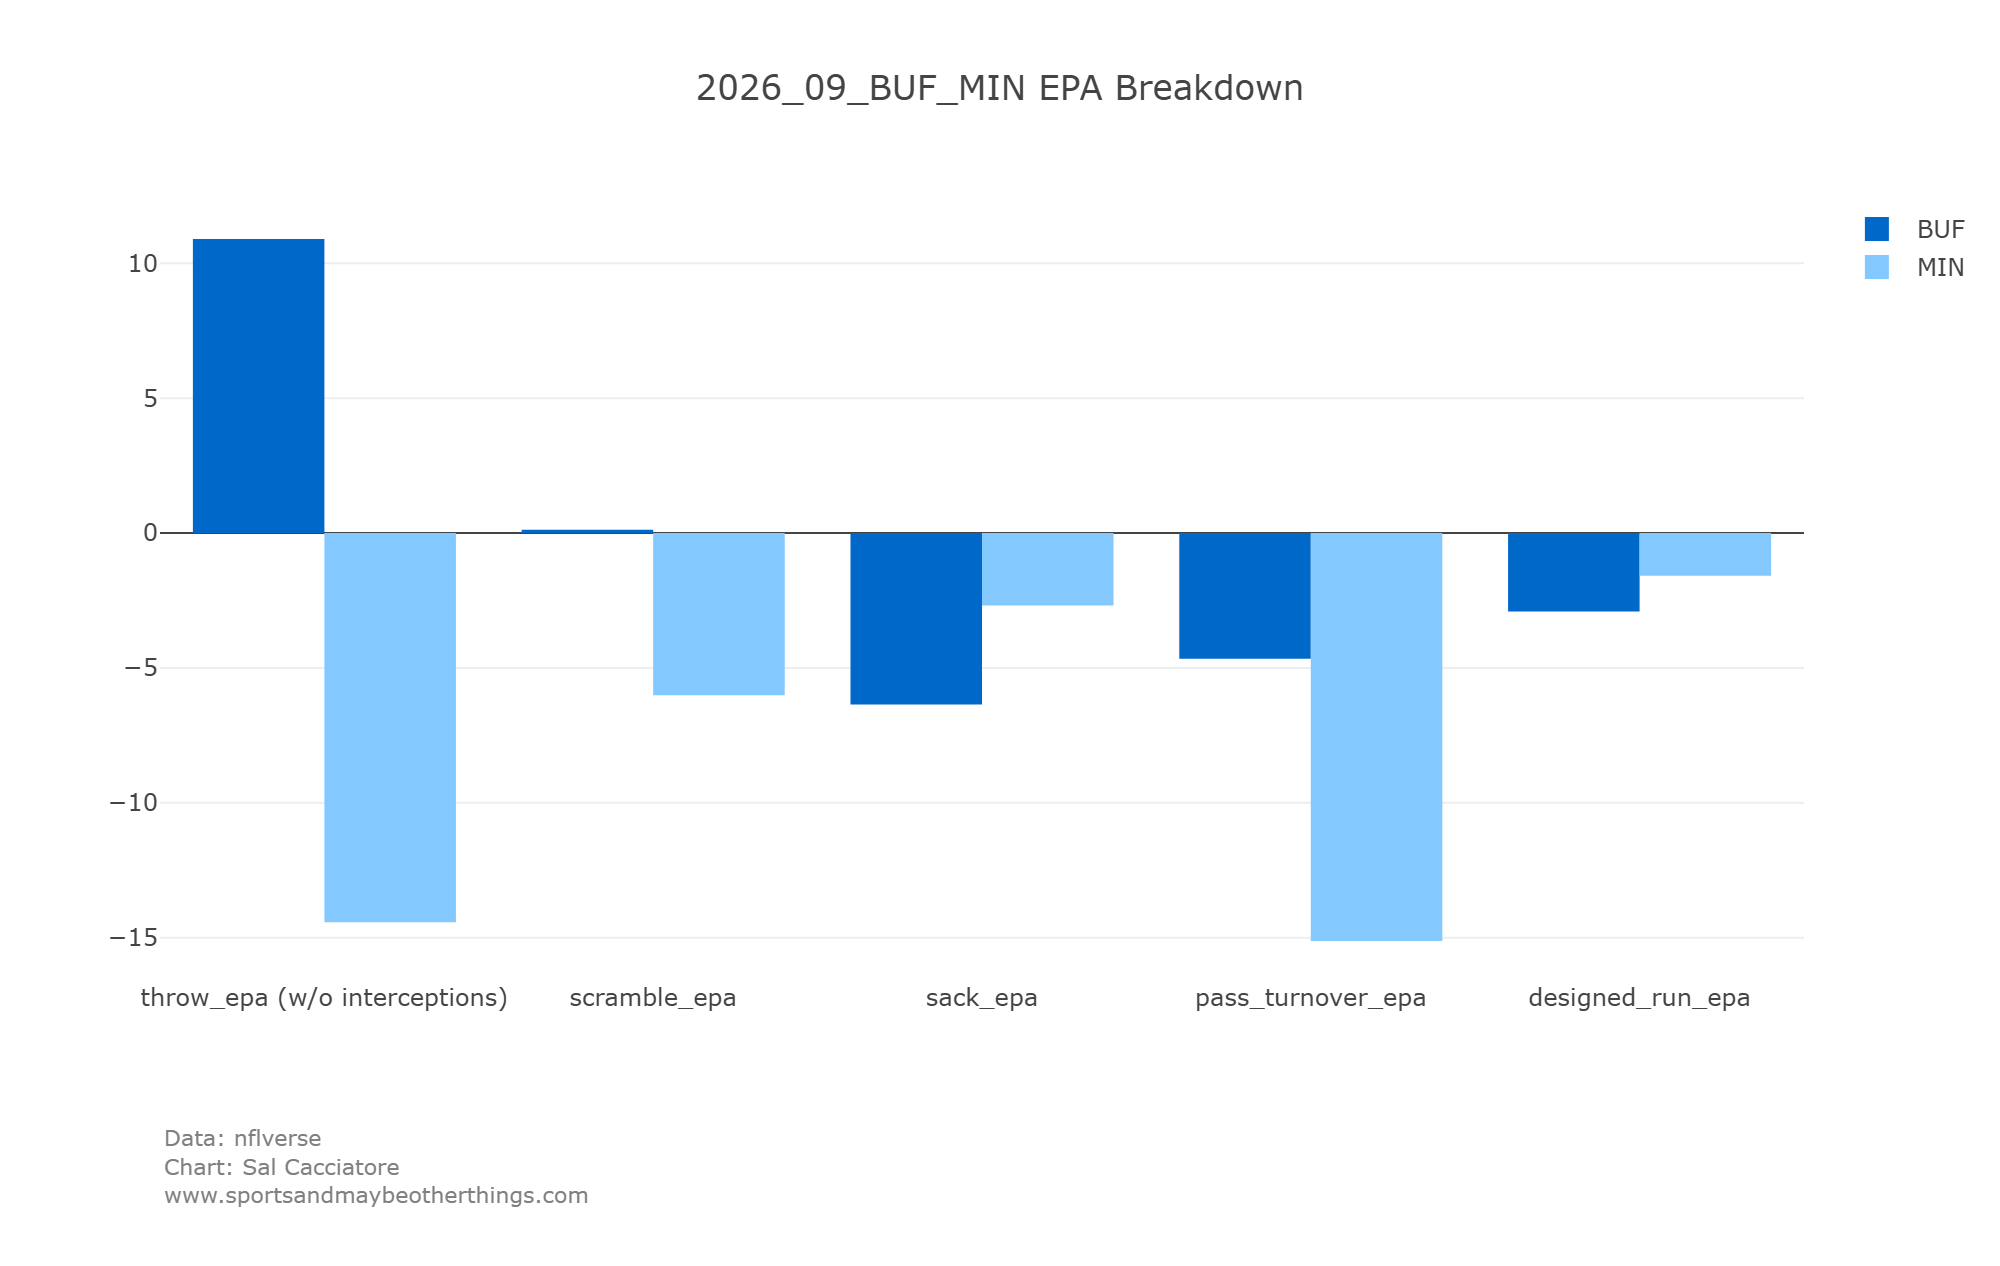 2026_09_BUF_MIN EPA Breakdown
BUF
MIN
10
5
0
−5
−10
−15
throw_epa (w/o interceptions)
scramble_epa
sack_epa
pass_turnover_epa
designed_run_epa
Data: nflverse
Chart: Sal Cacciatore
www.sportsandmaybeotherthings.com